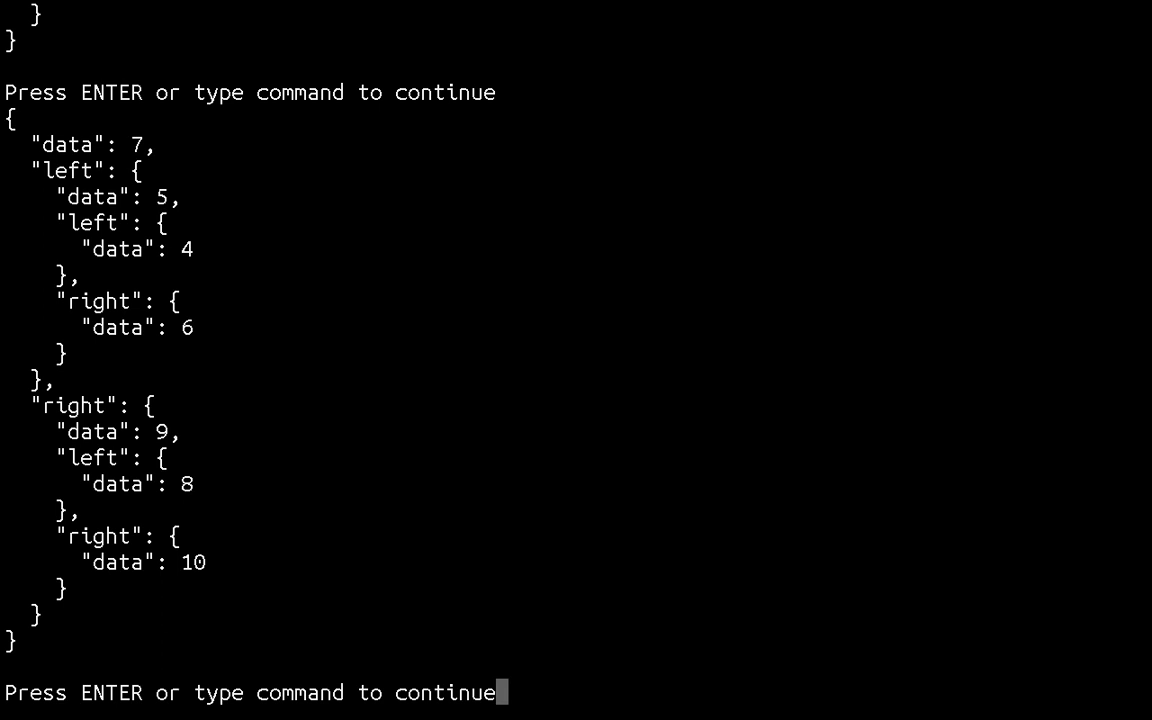 }
}

Press ENTER or type command to continue
{
  "data": 7,
  "left": {
    "data": 5,
    "left": {
      "data": 4
    },
    "right": {
      "data": 6
    }
  },
  "right": {
    "data": 9,
    "left": {
      "data": 8
    },
    "right": {
      "data": 10
    }
  }
}

Press ENTER or type command to continue